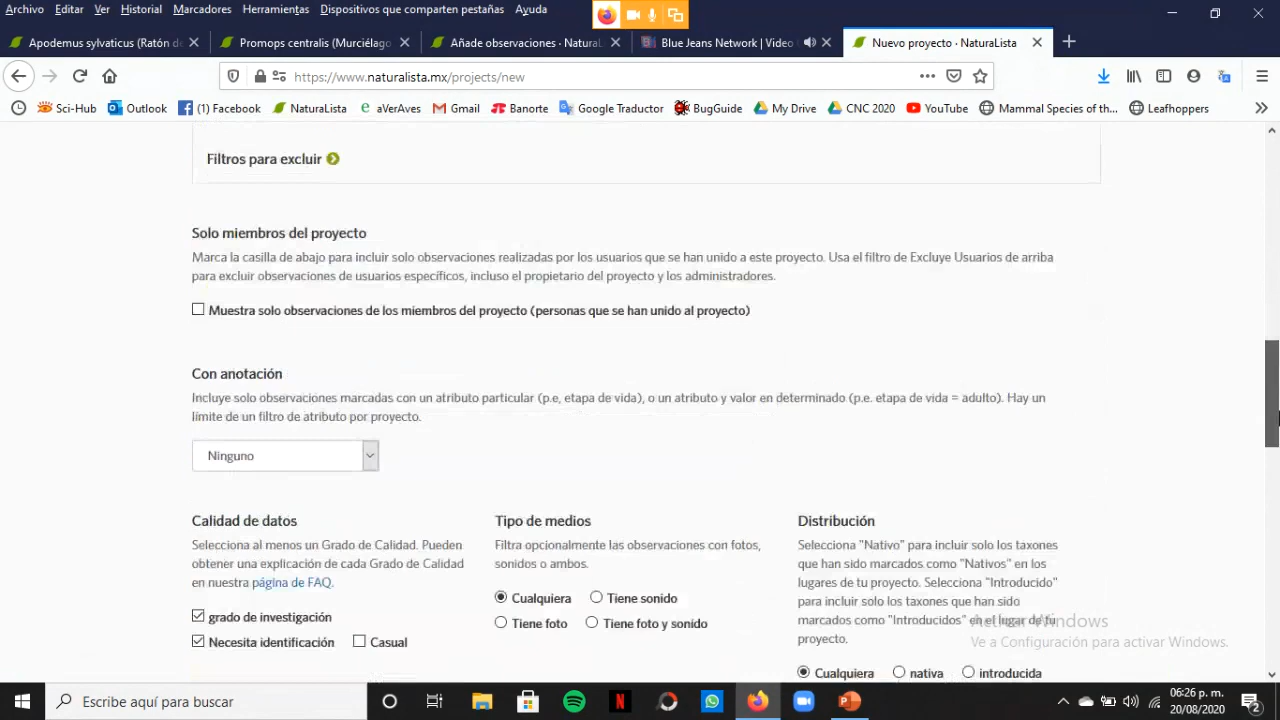 Archivo Editar Ver Historial Marcadores Herramientas Dispositivos que comparten pestañas Ayuda
Apodemus sylvaticus (Ratón de
Promops centralis (Murciélago
Añade observaciones · Natural
Blue Jeans Network | Video
Nuevo proyecto · NaturaLista
https://www.naturalista.mx/projects/new
Sci-Hub Outlook (1) Facebook NaturaLista aVerAves Gmail Banorte Google Traductor BugGuide My Drive CNC 2020 YouTube Mammal Species of th... Leafhoppers
Filtros para excluir
Solo miembros del proyecto
Marca la casilla de abajo para incluir solo observaciones realizadas por los usuarios que se han unido a este proyecto. Usa el filtro de Excluye Usuarios de arriba
para excluir observaciones de usuarios específicos, incluso el propietario del proyecto y los administradores.
Muestra solo observaciones de los miembros del proyecto (personas que se han unido al proyecto)
Con anotación
Incluye solo observaciones marcadas con un atributo particular (p.e, etapa de vida), o un atributo y valor en determinado (p.e. etapa de vida = adulto). Hay un
límite de un filtro de atributo por proyecto.
Ninguno
Calidad de datos
Selecciona al menos un Grado de Calidad. Pueden
obtener una explicación de cada Grado de Calidad
en nuestra página de FAQ.
grado de investigación
Necesita identificación Casual
Tipo de medios
Filtra opcionalmente las observaciones con fotos,
sonidos o ambos.
Cualquiera Tiene sonido
Tiene foto Tiene foto y sonido
Distribución
Selecciona "Nativo" para incluir solo los taxones
que han sido marcados como "Nativos" en los
lugares de tu proyecto. Selecciona "Introducido"
para incluir solo los taxones que han sido
marcados como "Introducidos" en el lugar de tu
proyecto.
Cualquiera nativa introducida
Activar Windows
Ve a Configuración para activar Windows.
Escribe aquí para buscar
06:26 p. m.
20/08/2020
2